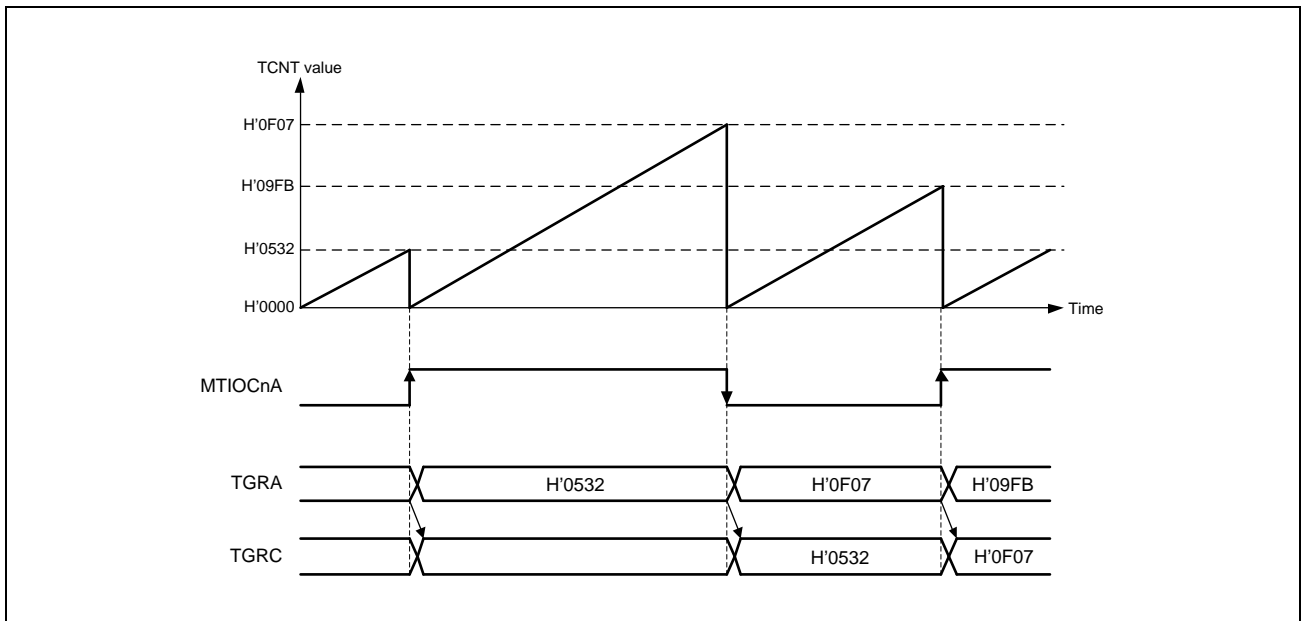 TCNT value
H'0F07
H'09FB
H'0532
H'0000
Time
MTIOCnA
TGRA H'0532 H'0F07 H'09FB
TGRC H'0532 H'0F07